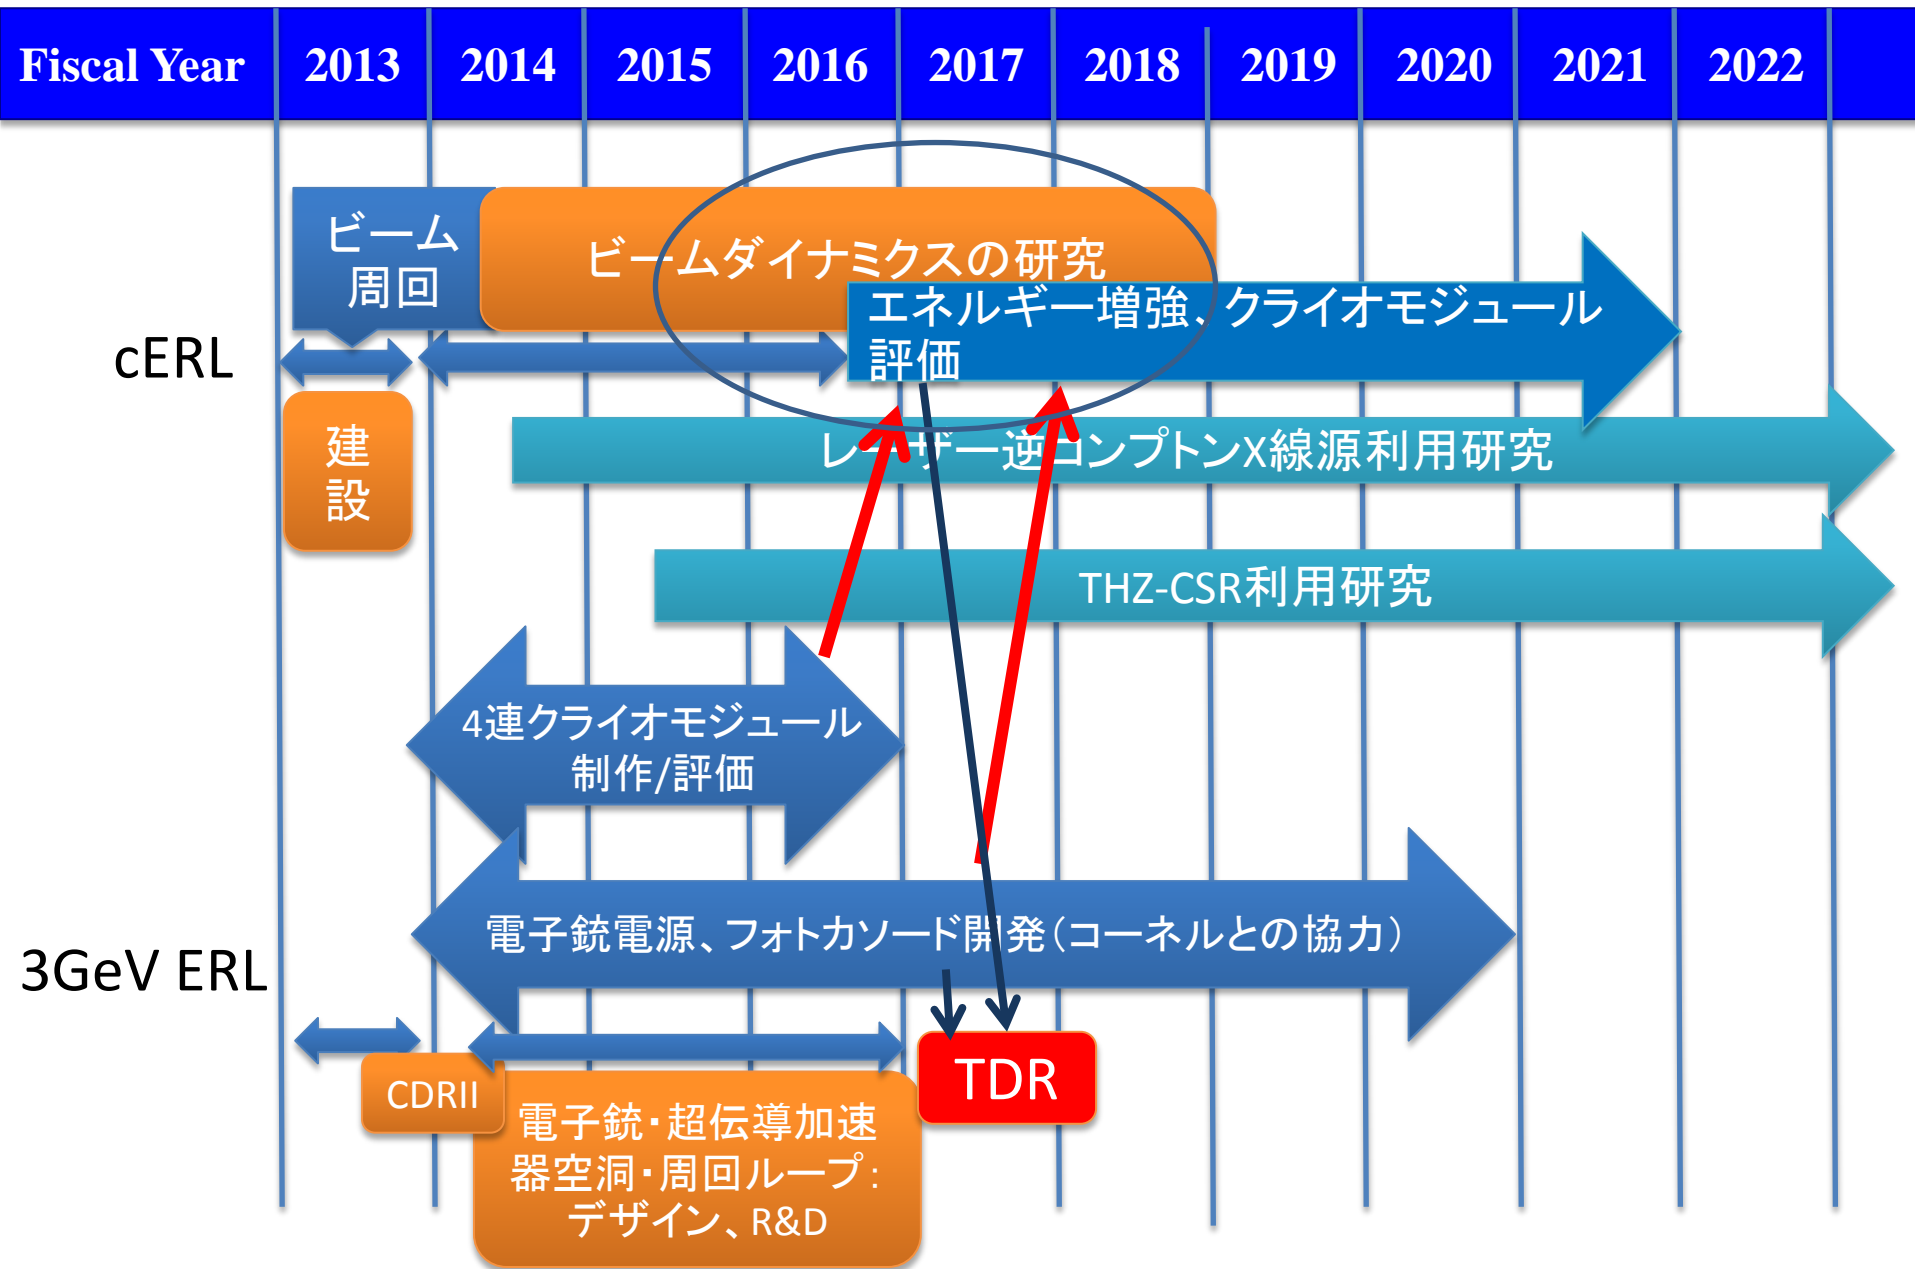 Fiscal Year 2013 2014 2015 2016 2017 2018 2019 2020 2021 2022
ビーム
周回
ビームダイナミクスの研究
エネルギー増強、クライオモジュール
評価
cERL
建
設
レーザー逆コンプトンX線源利用研究
THZ-CSR利用研究
4連クライオモジュール
制作/評価
電子銃電源、フォトカソード開発（コーネルとの協力）
3GeV ERL
CDRII
TDR
電子銃・超伝導加速
器空洞・周回ループ：
デザイン、R&D